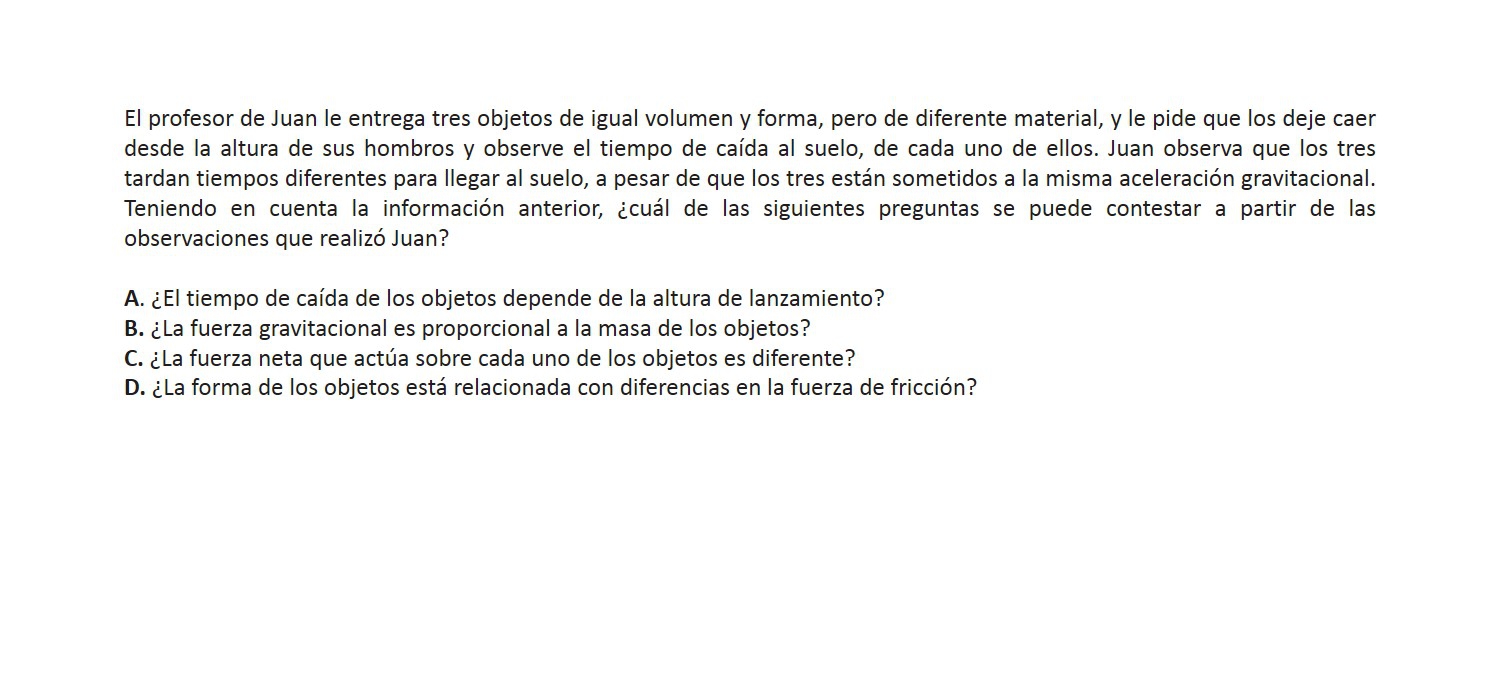 El profesor de Juan le entrega tres objetos de igual volumen y forma, pero de diferente material, y le pide que los deje caer
desde la altura de sus hombros y observe el tiempo de caída al suelo, de cada uno de ellos. Juan observa que los tres
tardan tiempos diferentes para llegar al suelo, a pesar de que los tres están sometidos a la misma aceleración gravitacional.
Teniendo en cuenta la información anterior, ¿cuál de las siguientes preguntas se puede contestar a partir de las
observaciones que realizó Juan?
A. ¿El tiempo de caída de los objetos depende de la altura de lanzamiento?
B. ¿La fuerza gravitacional es proporcional a la masa de los objetos?
C. ¿La fuerza neta que actúa sobre cada uno de los objetos es diferente?
D. ¿La forma de los objetos está relacionada con diferencias en la fuerza de fricción?